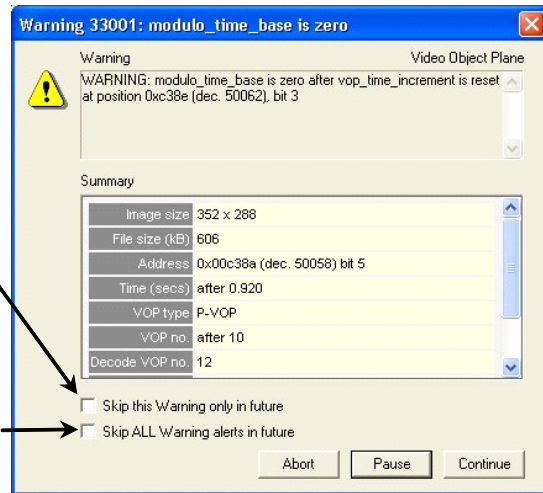 Warning 33001: modulo_time_base is zero
Warning Video Object Plane
WARNING: modulo_time_base is zero after vop_time_increment is reset
at position 0xc38e (dec. 50062), bit 3
Summary
Image size 352 x 288
File size (kB) 606
Address 0x00c38a (dec. 50058) bit 5
Time (secs) after 0.920
VOP type P-VOP
VOP no. after 10
Decode VOP no. 12
Skip this Warning only in future
Skip ALL Warning alerts in future
Abort Pause Continue